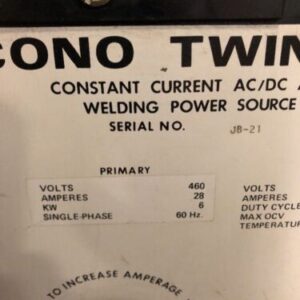 CONO TWIN
CONSTANT CURRENT AC/DC
WELDING POWER SOURCE
SERIAL NO. JB-21
PRIMARY
VOLTS 460
AMPERES 28
KW 6
SINGLE-PHASE 60 Hz.
VOLTS
AMPERES
DUTY CYCLE
MAX OCV
TEMPERATU
TO INCREASE AMPERAGE